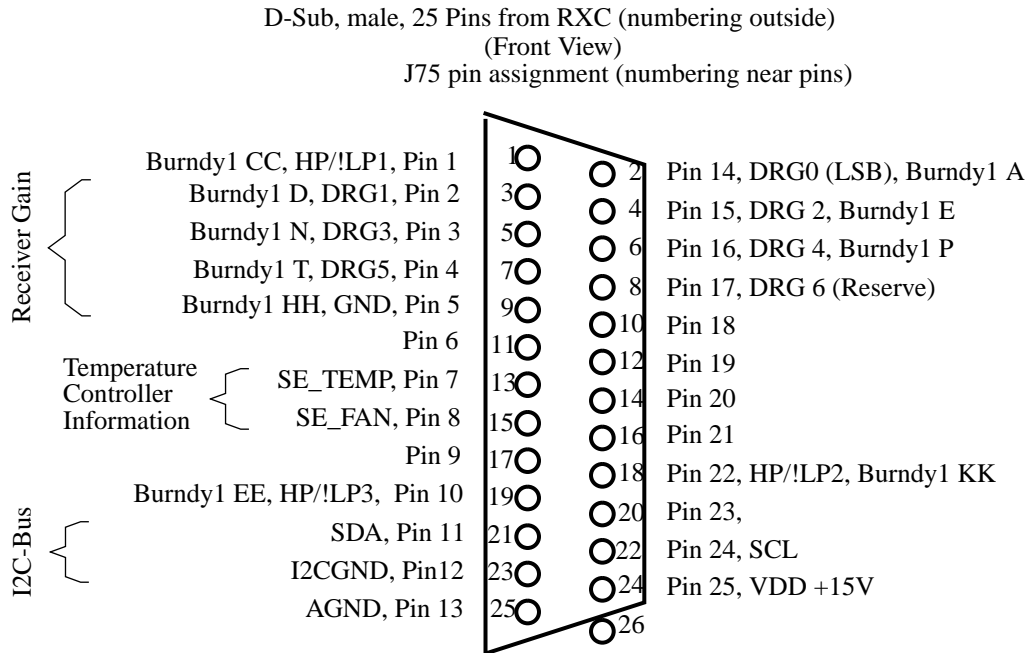 D-Sub, male, 25 Pins from RXC (numbering outside)
(Front View)
J75 pin assignment (numbering near pins)
Burndy1 CC, HP/!LP1, Pin 1 1
2 Pin 14, DRG0 (LSB), Burndy1 A
Receiver Gain
Burndy1 D, DRG1, Pin 2 3
4 Pin 15, DRG 2, Burndy1 E
Burndy1 N, DRG3, Pin 3 5
6 Pin 16, DRG 4, Burndy1 P
Burndy1 T, DRG5, Pin 4 7
8 Pin 17, DRG 6 (Reserve)
Burndy1 HH, GND, Pin 5 9
10 Pin 18
Pin 6 11
12 Pin 19
Temperature
Controller
Information
SE_TEMP, Pin 7 13
14 Pin 20
SE_FAN, Pin 8 15
16 Pin 21
Pin 9 17
18 Pin 22, HP/!LP2, Burndy1 KK
Burndy1 EE, HP/!LP3, Pin 10 19
20 Pin 23,
I2C-Bus
SDA, Pin 11 21
22 Pin 24, SCL
I2CGND, Pin12 23
24 Pin 25, VDD +15V
AGND, Pin 13 25
26